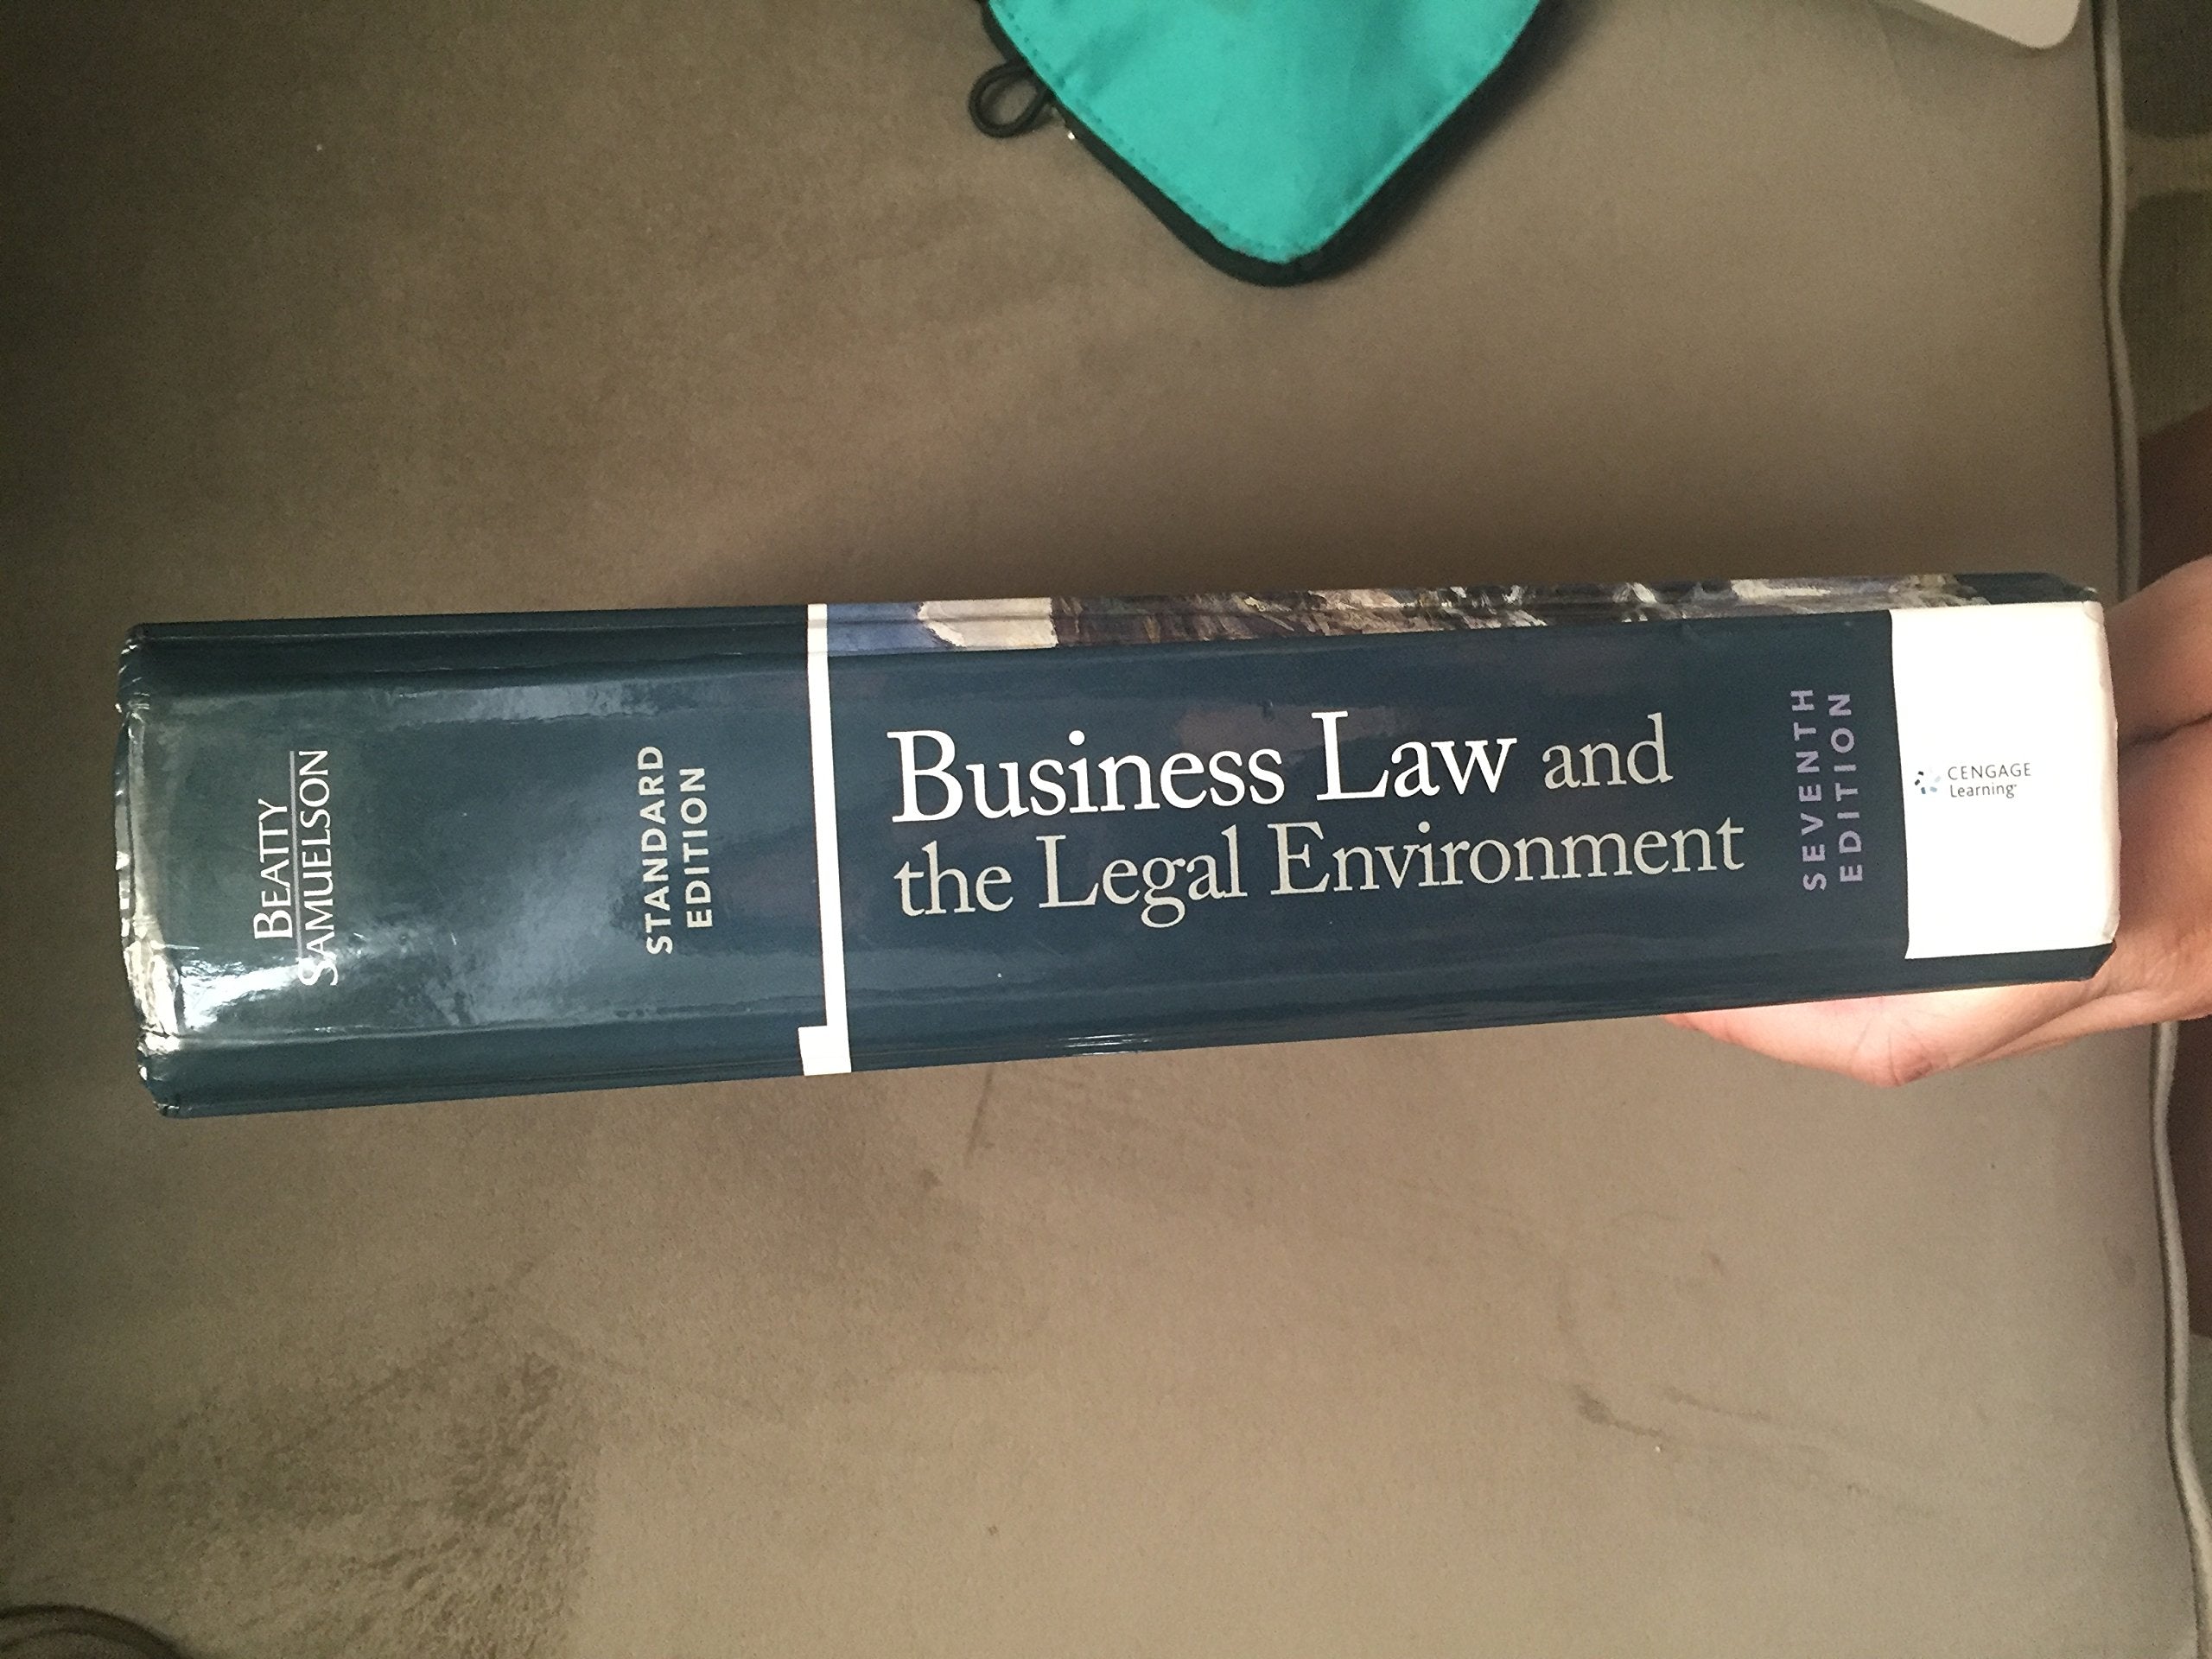 BEATTY
SAMUELSON
STANDARD
EDITION
Business Law and
the Legal Environment
SEVENTH
EDITION
CENGAGE
Learning